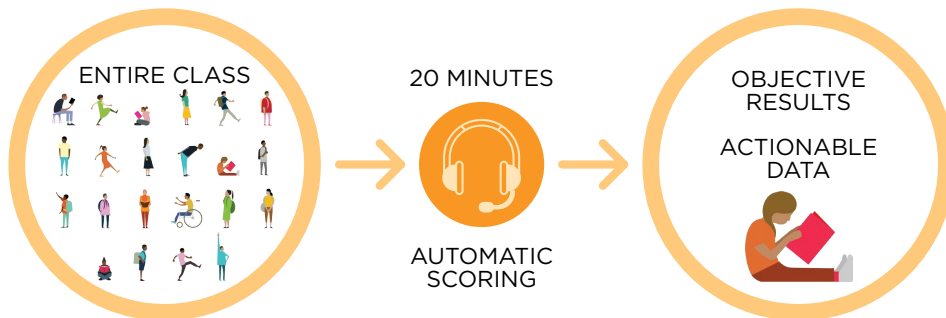 ENTIRE CLASS
20 MINUTES
AUTOMATIC
SCORING
OBJECTIVE
RESULTS
ACTIONABLE
DATA